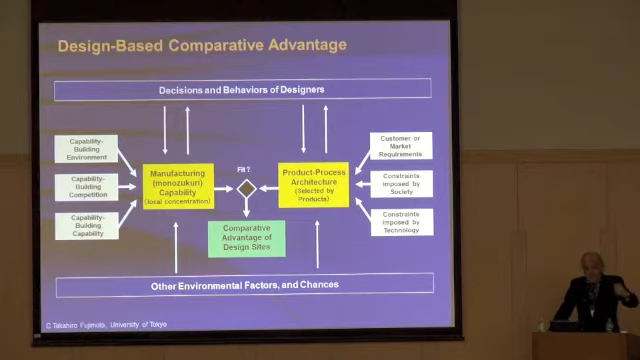 Design-Based Comparative Advantage
Decisions and Behaviors of Designers
Capability-
Building
Environment
Capability-
Building
Competition
Capability-
Building
Capability
Manufacturing
(monozukuri)
Capability
(local concentration)
Fit ?
Product-Process
Architecture
(Selected by
Products)
Customer or
Market
Requirements
Constraints
imposed by
Society
Constraints
imposed by
Technology
Comparative
Advantage of
Design Sites
Other Environmental Factors, and Chances
C Takahiro Fujimoto, University of Tokyo